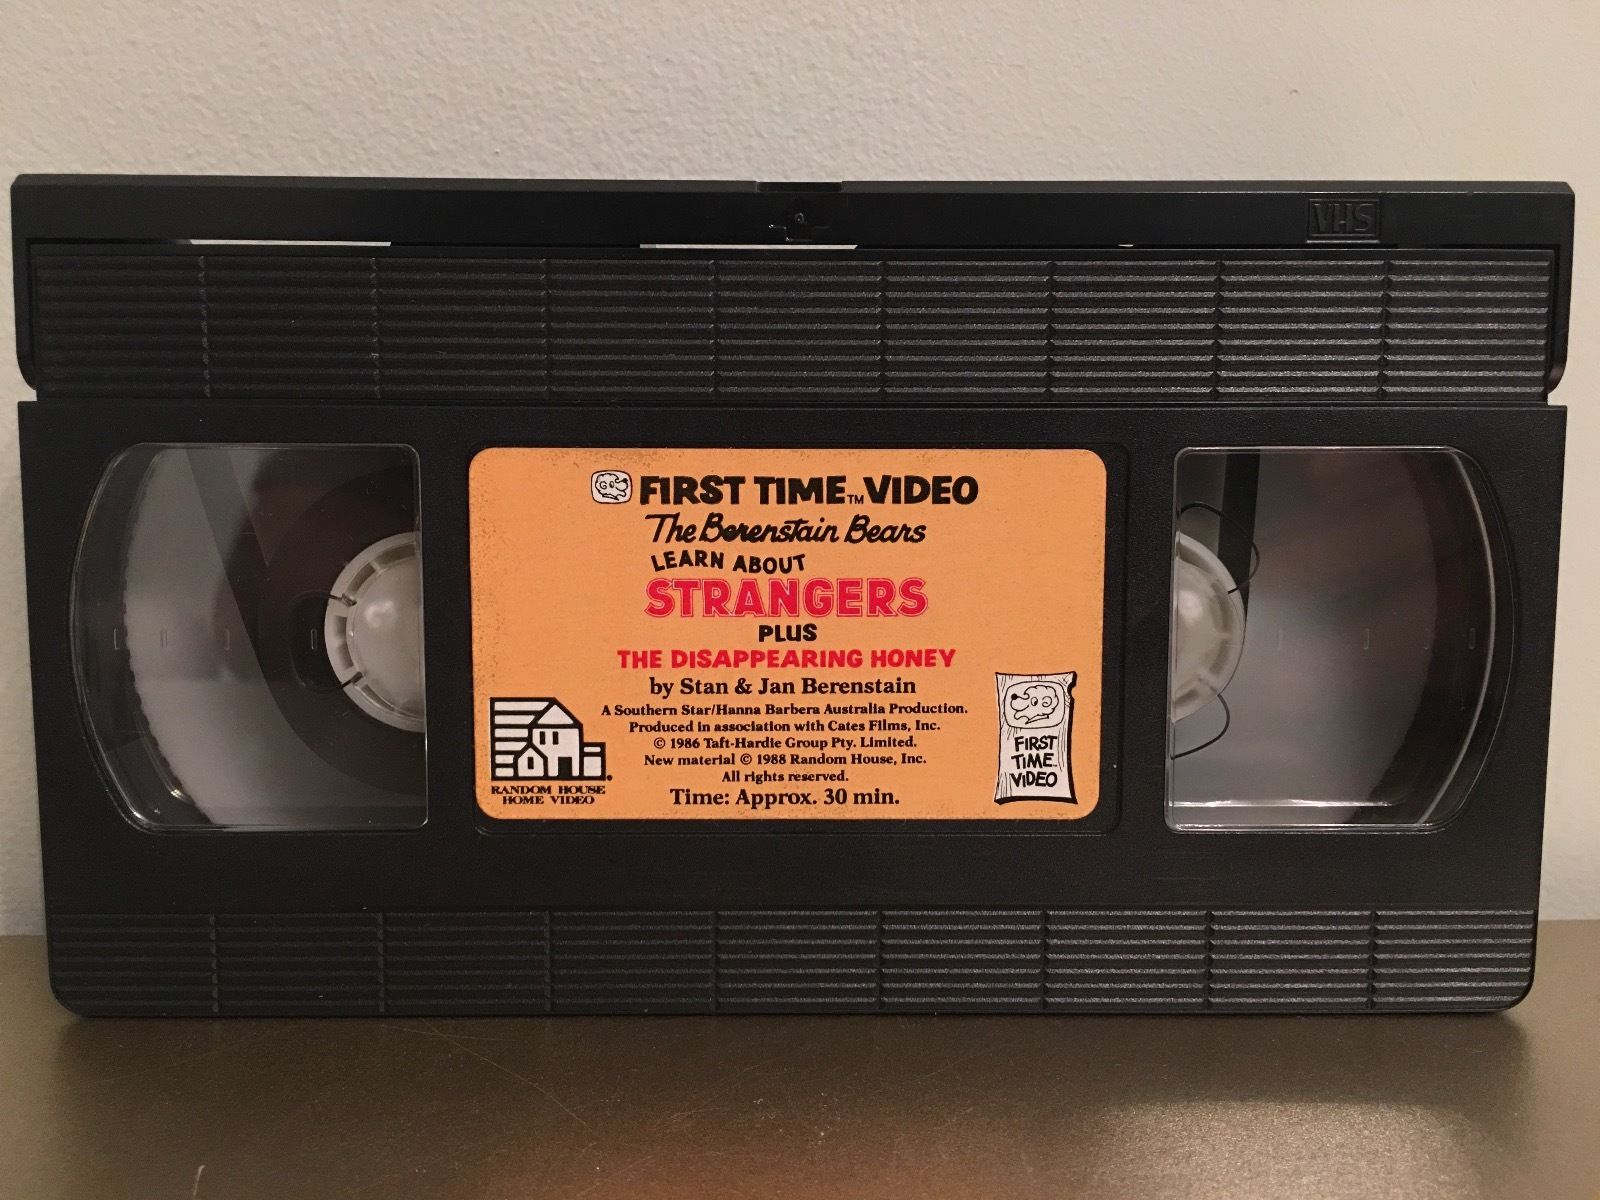 VHS
FIRST TIME™ VIDEO
The Berenstain Bears
LEARN ABOUT
STRANGERS
PLUS
THE DISAPPEARING HONEY
by Stan & Jan Berenstain
A Southern Star/Hanna Barbera Australia Production.
Produced in association with Cates Films, Inc.
© 1986 Taft-Hardie Group Pty. Limited.
New material © 1988 Random House, Inc.
All rights reserved.
Time: Approx. 30 min.
RANDOM HOUSE
HOME VIDEO
FIRST
TIME™
VIDEO